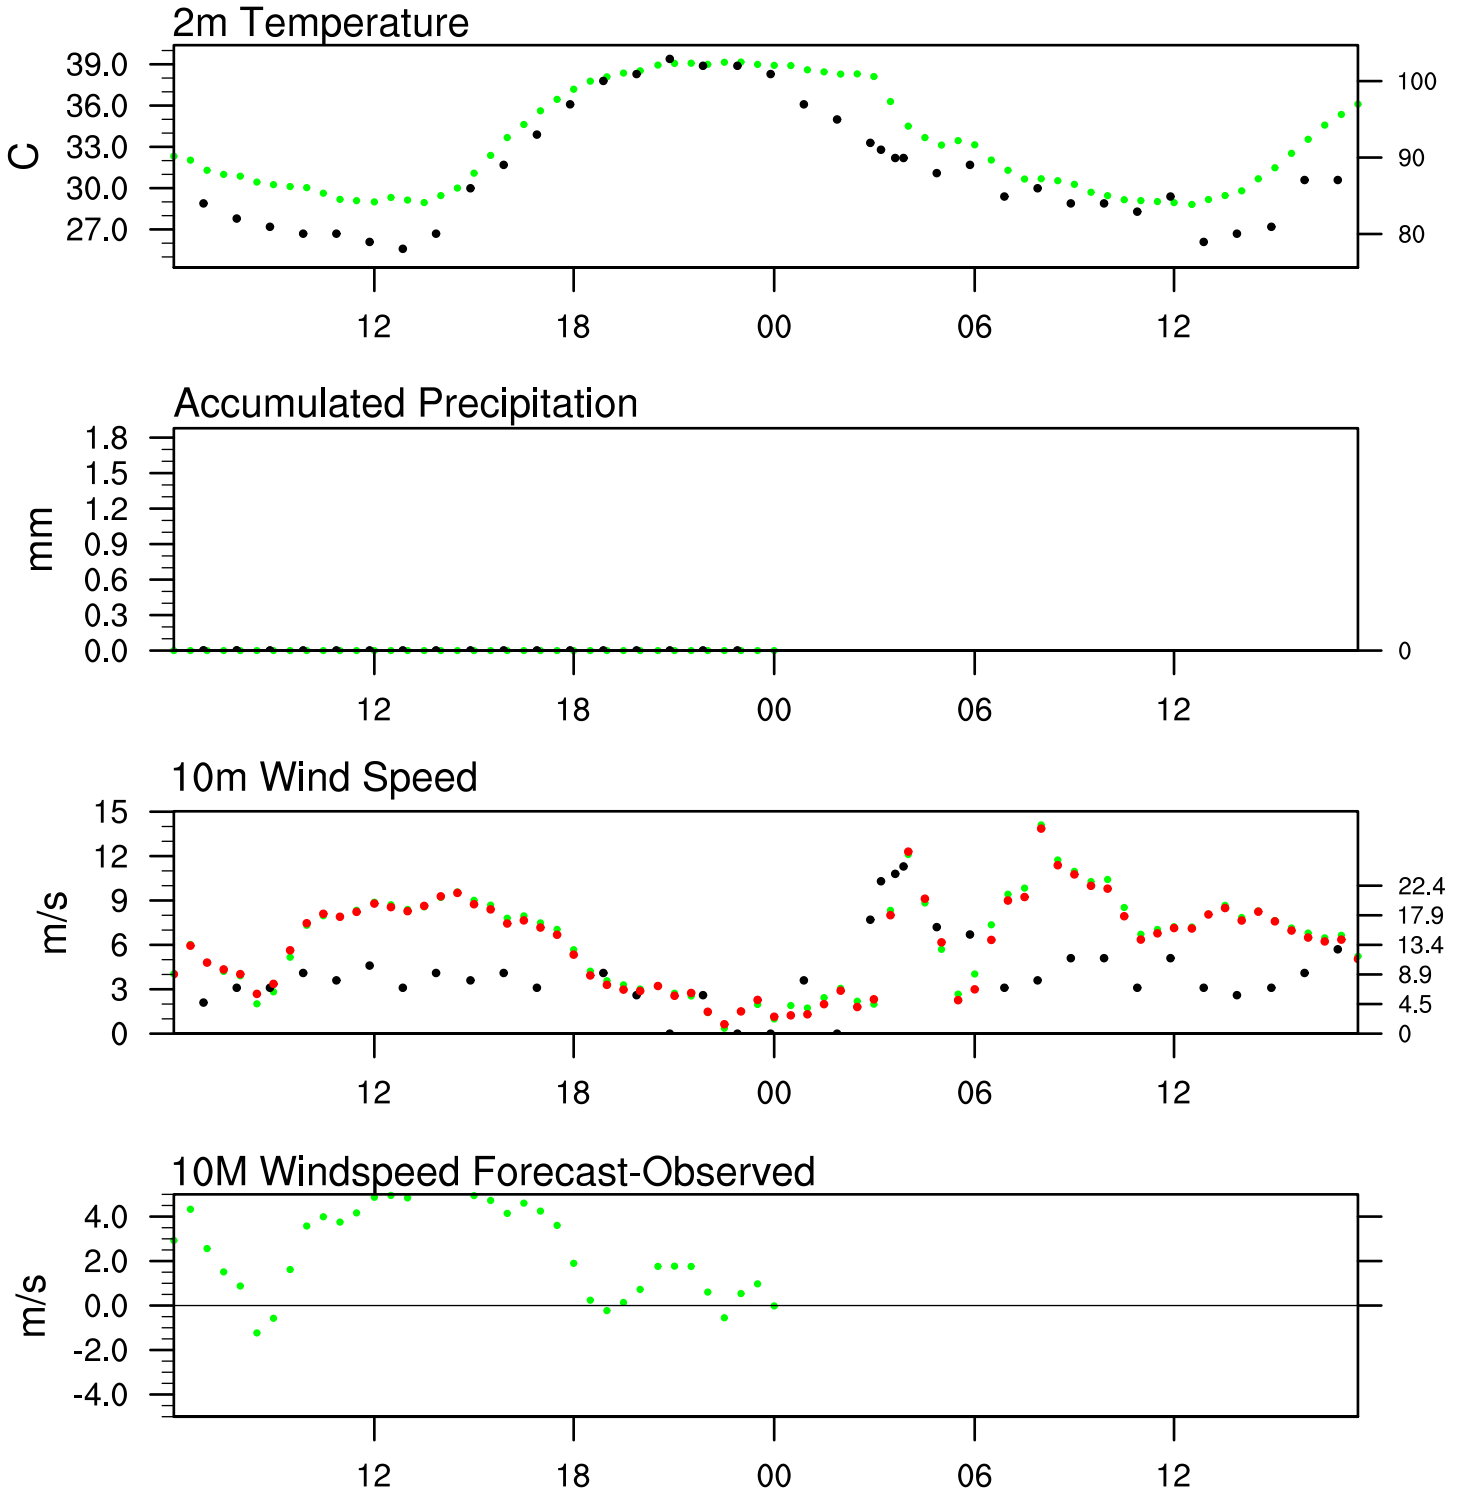 2m Temperature
39.0
36.0
33.0
30.0
27.0
C
100
90
80
12 18 00 06 12
Accumulated Precipitation
1.8
1.5
1.2
0.9
0.6
0.3
0.0
mm
0
12 18 00 06 12
10m Wind Speed
15
12
9
6
3
0
m/s
22.4
17.9
13.4
8.9
4.5
0
12 18 00 06 12
10M Windspeed Forecast-Observed
4.0
2.0
0.0
-2.0
-4.0
m/s
12 18 00 06 12